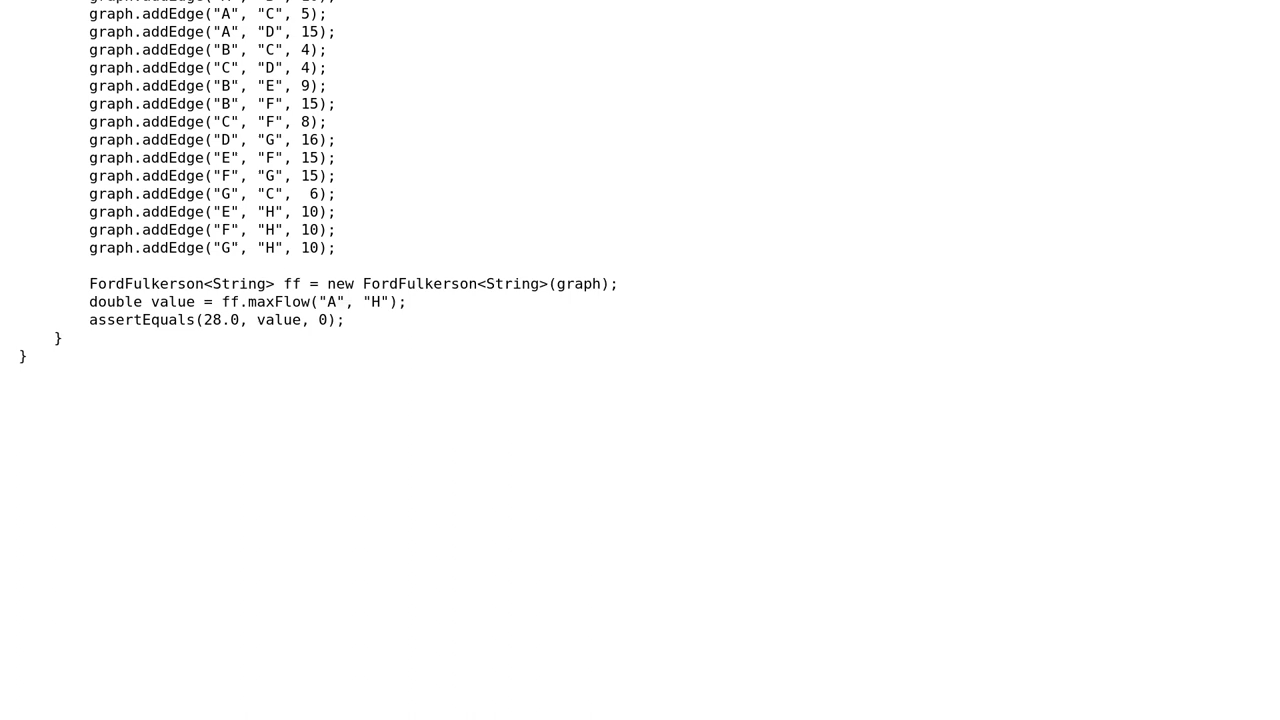 graph.addEdge("A", "C", 5);
graph.addEdge("A", "D", 15);
graph.addEdge("B", "C", 4);
graph.addEdge("C", "D", 4);
graph.addEdge("B", "E", 9);
graph.addEdge("B", "F", 15);
graph.addEdge("C", "F", 8);
graph.addEdge("D", "G", 16);
graph.addEdge("E", "F", 15);
graph.addEdge("F", "G", 15);
graph.addEdge("G", "C",  6);
graph.addEdge("E", "H", 10);
graph.addEdge("F", "H", 10);
graph.addEdge("G", "H", 10);
FordFulkerson<String> ff = new FordFulkerson<String>(graph);
double value = ff.maxFlow("A", "H");
assertEquals(28.0, value, 0);
}
}